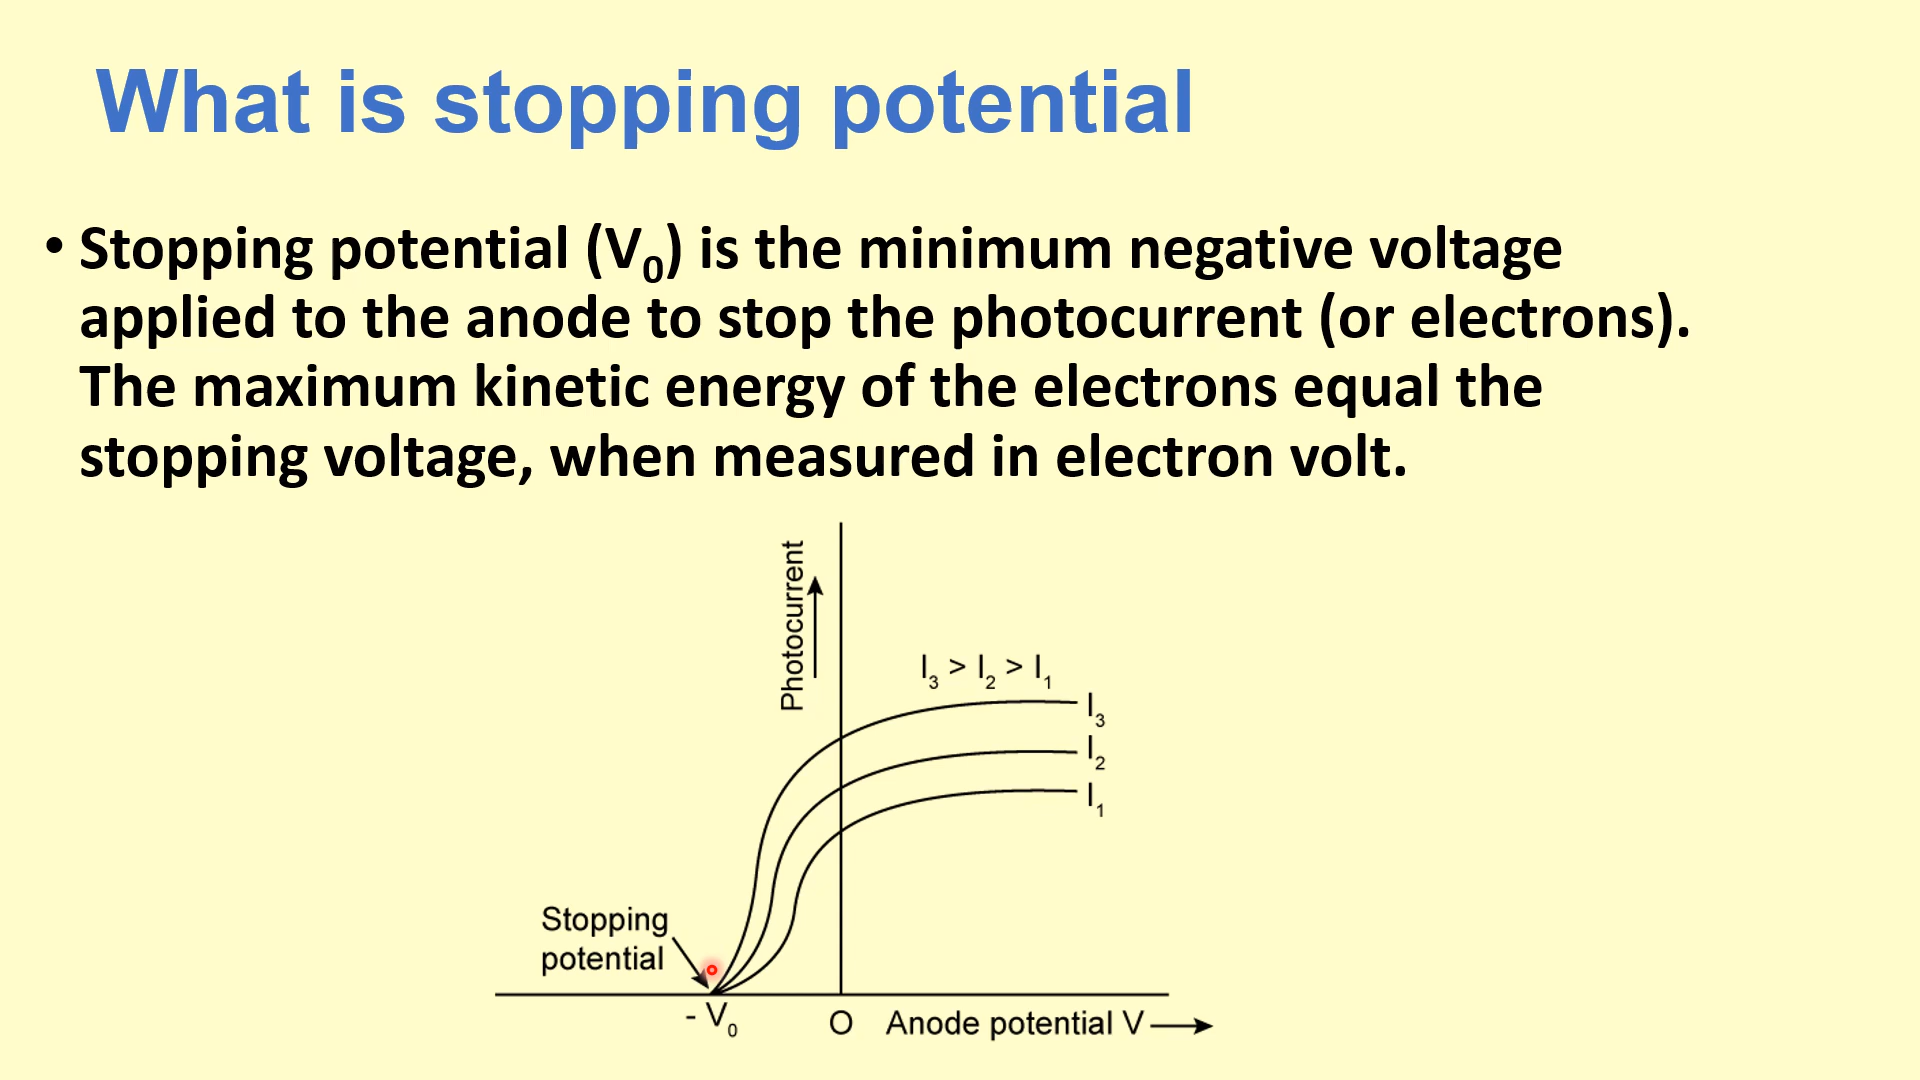 What is stopping potential
• Stopping potential (V₀) is the minimum negative voltage
applied to the anode to stop the photocurrent (or electrons).
The maximum kinetic energy of the electrons equal the
stopping voltage, when measured in electron volt.
Photocurrent
I₃ > I₂ > I₁
I₃
I₂
I₁
Stopping
potential
- V₀
O
Anode potential V